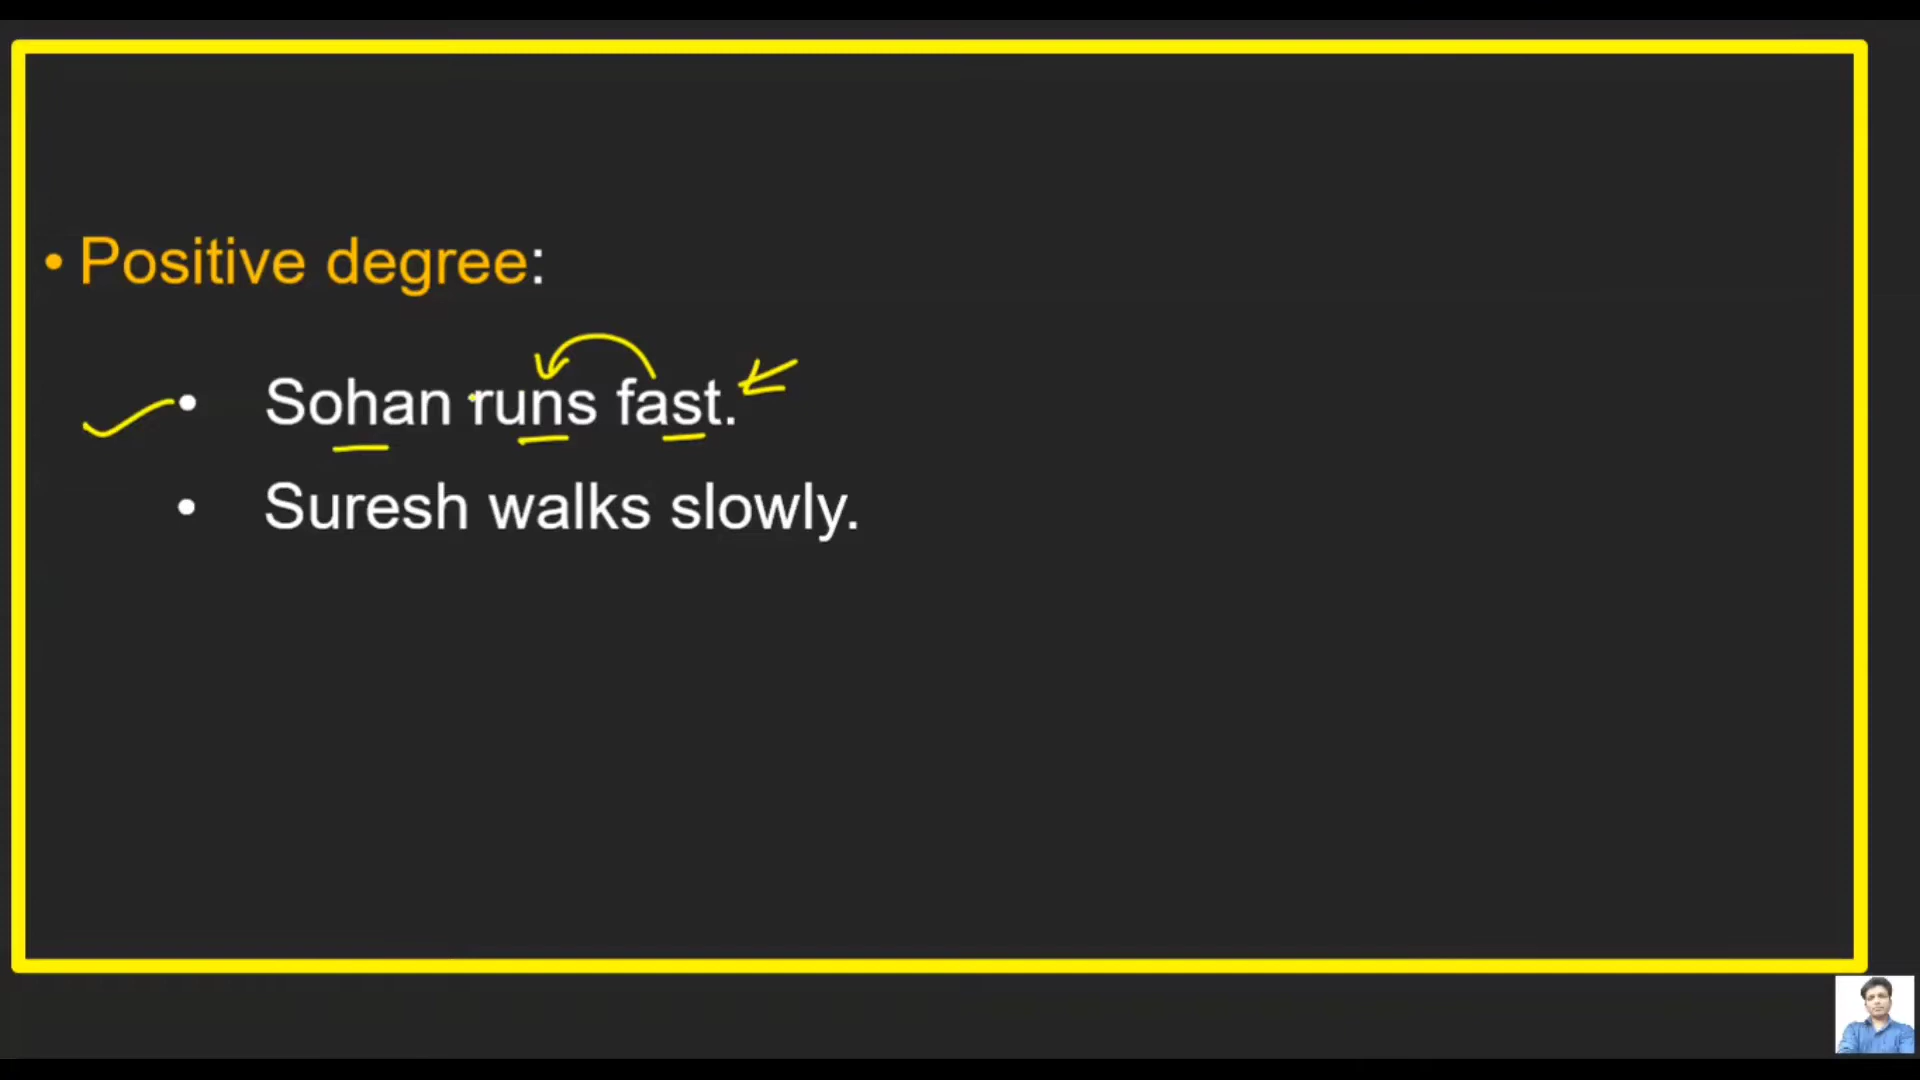 • Positive degree:
• Sohan runs fast.
• Suresh walks slowly.